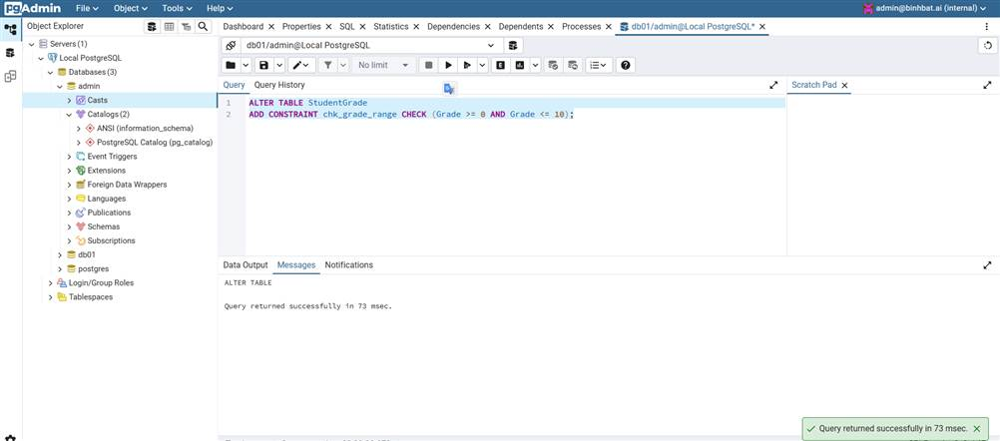 pgAdmin File Object Tools Help admin@binhbat.ai (internal)
Object Explorer
Dashboard Properties SQL Statistics Dependencies Dependents Processes db01/admin@Local PostgreSQL*
Servers (1)
Local PostgreSQL
Databases (3)
admin
Casts
Catalogs (2)
ANSI (information_schema)
PostgreSQL Catalog (pg_catalog)
Event Triggers
Extensions
Foreign Data Wrappers
Languages
Publications
Schemas
Subscriptions
db01
postgres
Login/Group Roles
Tablespaces
db01/admin@Local PostgreSQL
No limit
Query Query History
Scratch Pad
1 ALTER TABLE StudentGrade
2 ADD CONSTRAINT chk_grade_range CHECK (Grade >= 0 AND Grade <= 10);
Data Output Messages Notifications
ALTER TABLE
Query returned successfully in 73 msec.
Query returned successfully in 73 msec.